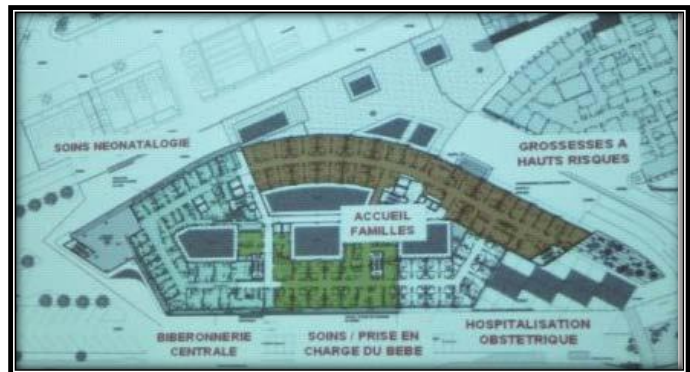 SOINS NEONATALOGIE
GROSSESSES A
HAUTS RISQUES
ACCUEIL
FAMILLES
BIBERONNERIE
CENTRALE
SOINS / PRISE EN
CHARGE DU BEBE
HOSPITALISATION
OBSTETRIQUE